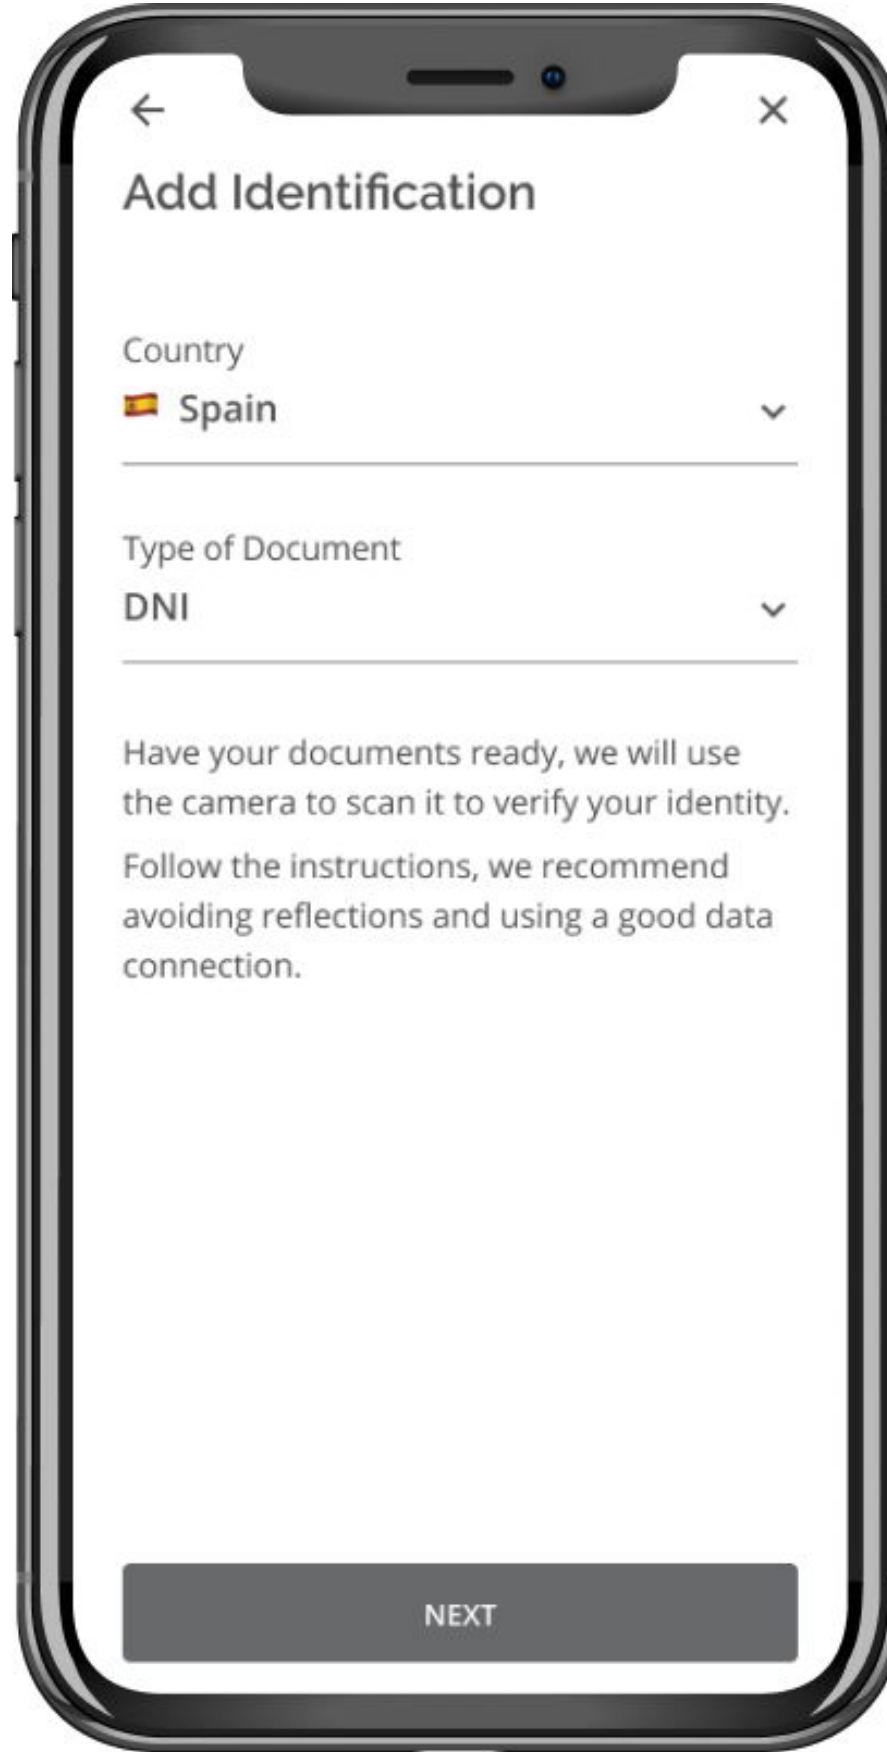 Add Identification
Country
Spain
Type of Document
DNI
Have your documents ready, we will use
the camera to scan it to verify your identity.
Follow the instructions, we recommend
avoiding reflections and using a good data
connection.
NEXT